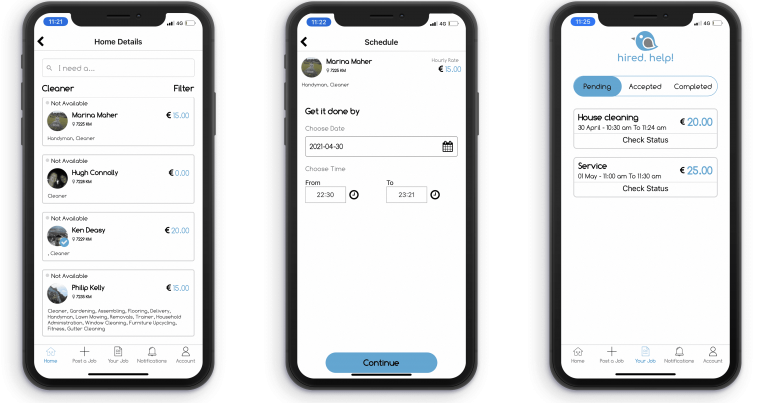 11:21
4G
Home Details
I need a...
Cleaner
Filter
Not Available
Marina Maher
€ 15.00
7225 KM
Handyman, Cleaner
Not Available
Hugh Connolly
€ 0.00
7228 KM
Cleaner
Not Available
Ken Deasy
€ 20.00
7229 KM
, Cleaner
Not Available
Philip Kelly
€ 15.00
7235 KM
Cleaner, Gardening, Assembling, Flooring, Delivery,
Handyman, Lawn Mowing, Removals, Trainer, Household
Administration, Window Cleaning, Furniture Upcycling,
Fitness, Gutter Cleaning
Home
Post a Job
Your Job
Notifications
Account
11:22
4G
Schedule
Marina Maher
Hourly Rate
7225 KM
€ 15.00
Handyman, Cleaner
Get it done by
Choose Date
2021-04-30
Choose Time
From
To
22:30
23:21
Continue
11:25
4G
hired, help!
Pending
Accepted
Completed
House cleaning
€ 20.00
30 April - 10:30 am To 11:24 am
Check Status
Service
€ 25.00
01 May - 11:00 am To 11:30 am
Check Status
Home
Post a Job
Your Job
Notifications
Account